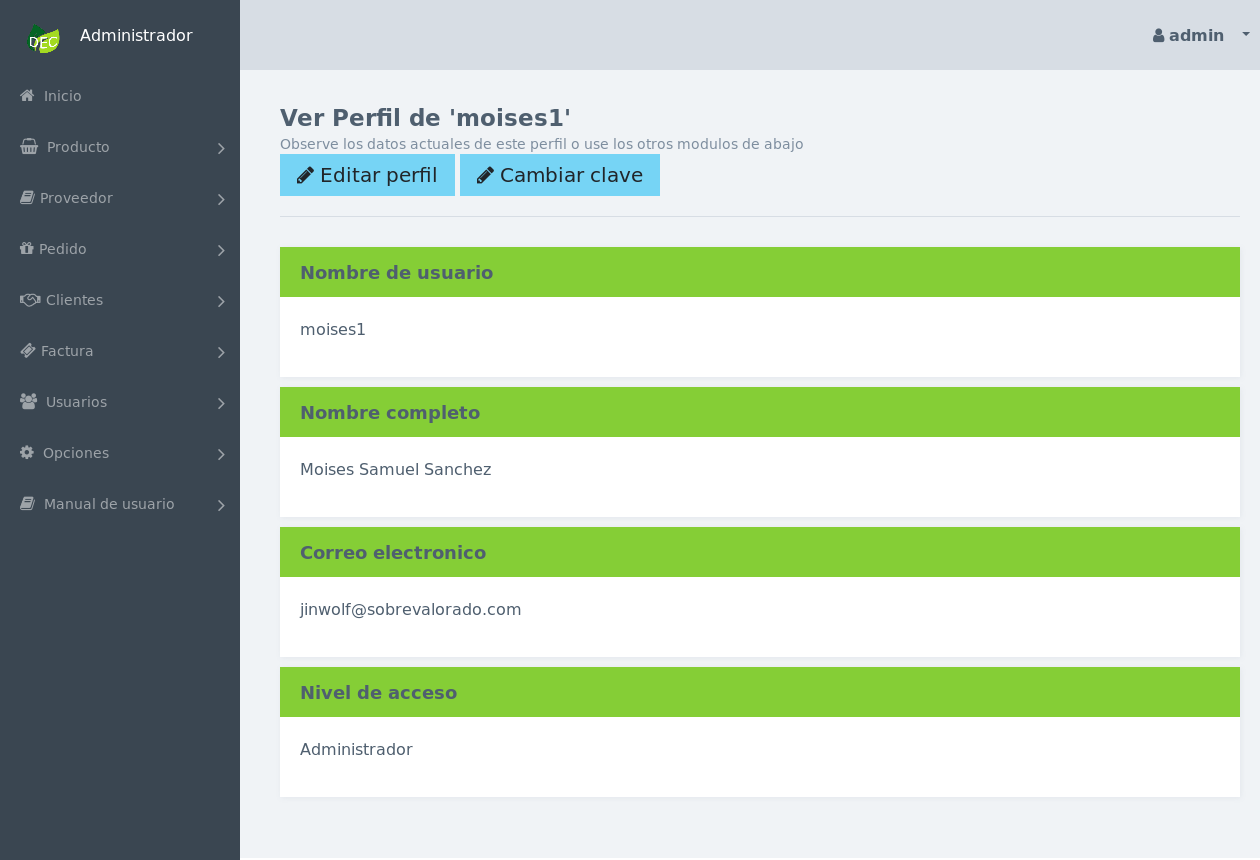 DEC Administrador
admin
Inicio
Producto
Proveedor
Pedido
Clientes
Factura
Usuarios
Opciones
Manual de usuario
Ver Perfil de 'moises1'
Observe los datos actuales de este perfil o use los otros modulos de abajo
Editar perfil Cambiar clave
Nombre de usuario
moises1
Nombre completo
Moises Samuel Sanchez
Correo electronico
jinwolf@sobrevalorado.com
Nivel de acceso
Administrador